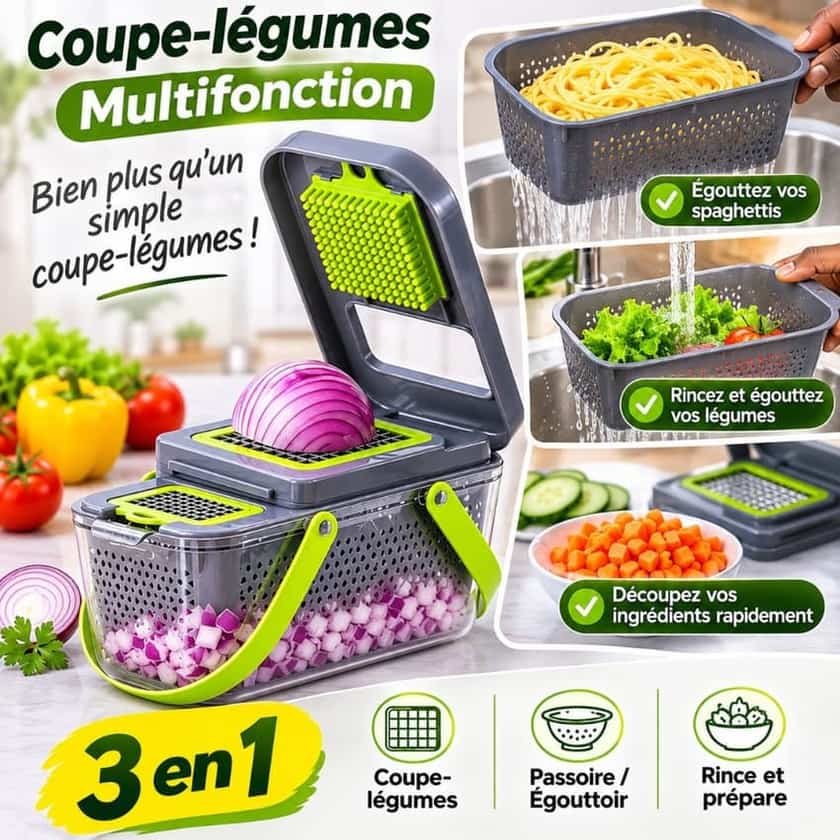 Coupe-légumes
Multifonction
Bien plus qu'un
simple
coupe-légumes !
Égouttez vos
spaghettis
Rincez et égouttez
vos légumes
Découpez vos
ingrédients rapidement
3 en 1
Coupe-
légumes
Passoire /
Égouttoir
Rince et
prépare